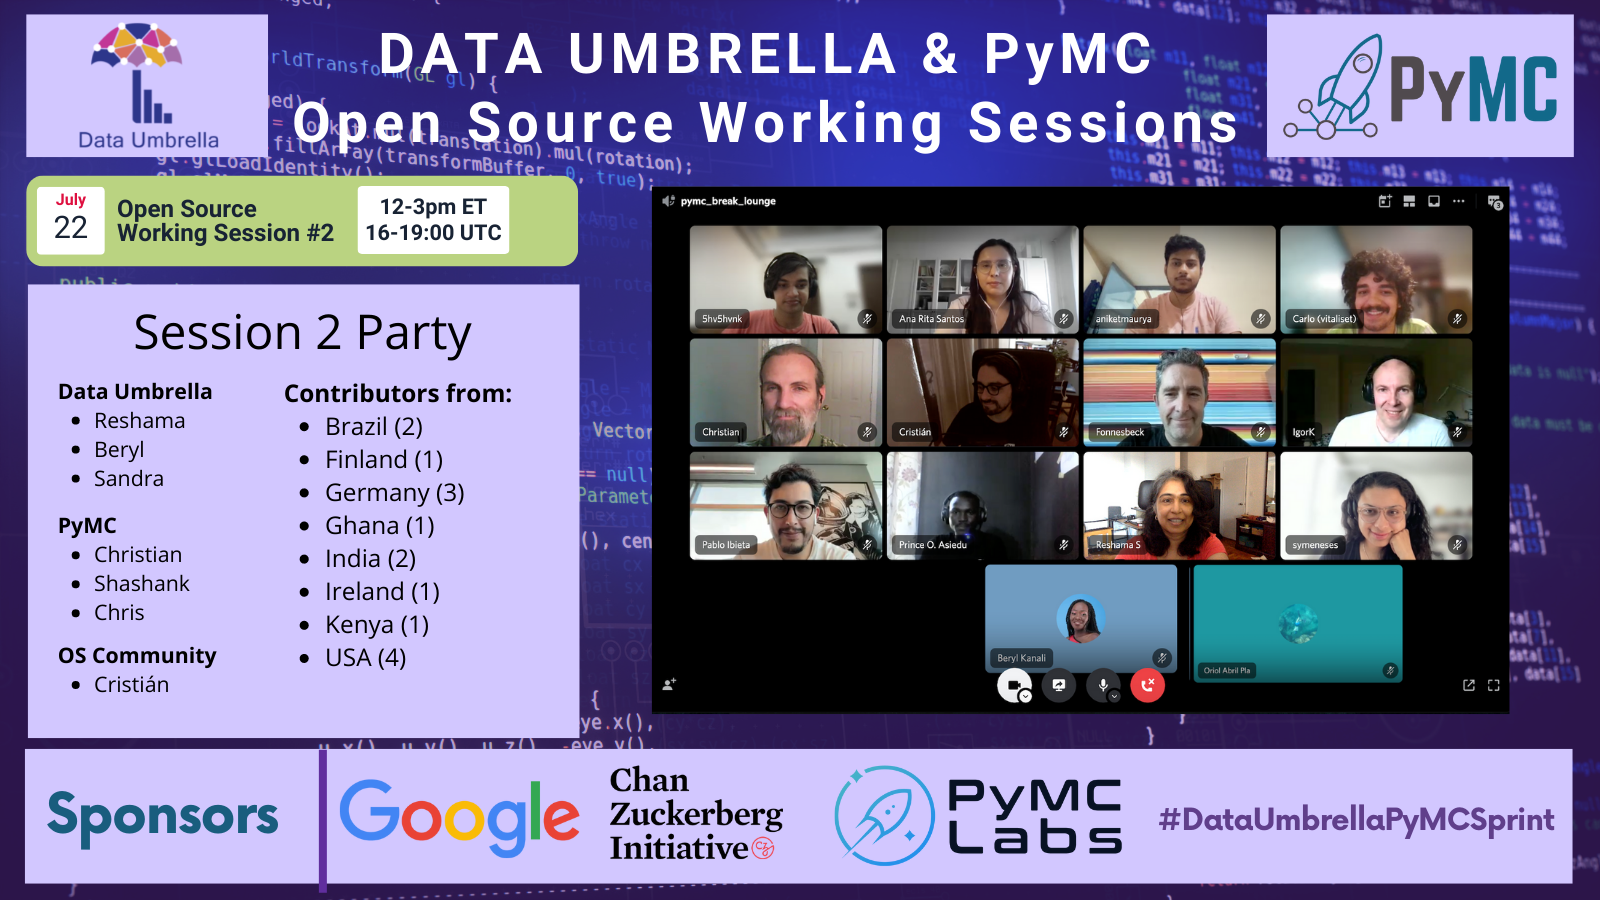 Data Umbrella
DATA UMBRELLA & PyMC
Open Source Working Sessions
PyMC
July
22
Open Source
Working Session #2
12-3pm ET
16-19:00 UTC
Session 2 Party
Data Umbrella
Reshama
Beryl
Sandra
PyMC
Christian
Shashank
Chris
OS Community
Cristián
Contributors from:
Brazil (2)
Finland (1)
Germany (3)
Ghana (1)
India (2)
Ireland (1)
Kenya (1)
USA (4)
pymc_break_lounge
3
5hv5hvnk
Ana Rita Santos
aniketmaurya
Carlo (vitaliset)
Christian
Cristián
Fonnesbeck
IgorK
Pablo Ibieta
Prince O. Asiedu
Reshama S
symeneses
Beryl Kanali
Oriol Abril Pla
Sponsors
Google
Chan
Zuckerberg
Initiative
CZI
PyMC
Labs
#DataUmbrellaPyMCSprint